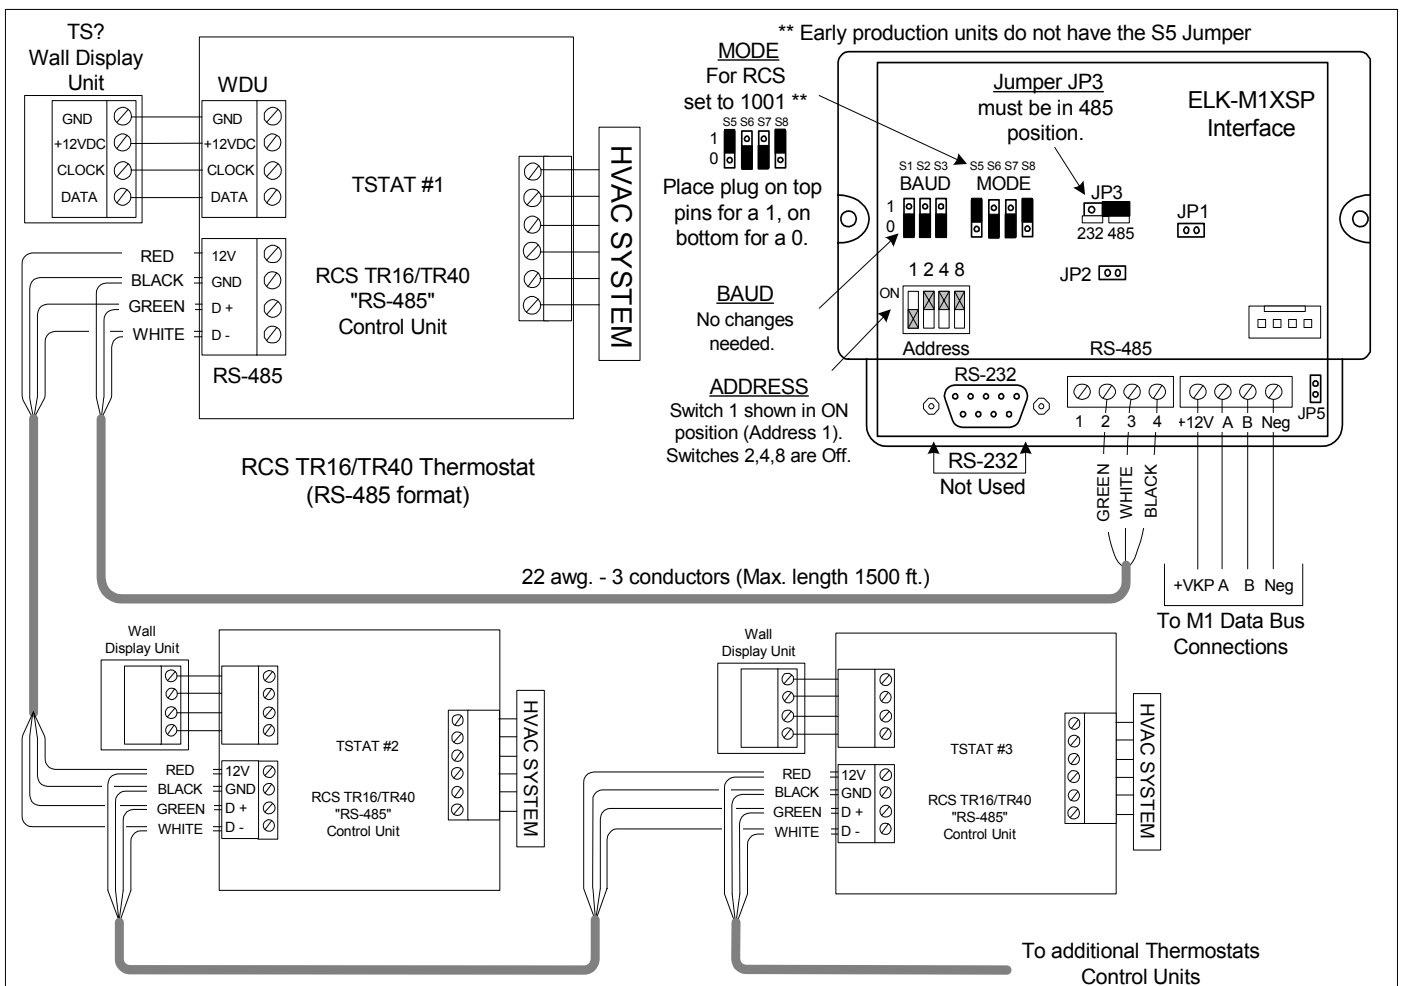 ** Early production units do not have the S5 Jumper
TS?
Wall Display
Unit
GND
+12VDC
CLOCK
DATA
WDU
GND
+12VDC
CLOCK
DATA
TSTAT #1
RCS TR16/TR40
"RS-485"
Control Unit
HVAC SYSTEM
RED
BLACK
GREEN
WHITE
12V
GND
D +
D -
RS-485
RCS TR16/TR40 Thermostat
(RS-485 format)
MODE
For RCS
set to 1001 **
S5 S6 S7 S8
1
0
Place plug on top
pins for a 1, on
bottom for a 0.
BAUD
No changes
needed.
ADDRESS
Switch 1 shown in ON
position (Address 1).
Switches 2,4,8 are Off.
Jumper JP3
must be in 485
position.
ELK-M1XSP
Interface
S1 S2 S3
BAUD
1
0
S5 S6 S7 S8
MODE
JP3
232 485
JP1
JP2
1 2 4 8
ON
Address
RS-232
RS-485
1 2 3 4
+12V A B Neg
JP5
RS-232
Not Used
GREEN
WHITE
BLACK
+VKP A B Neg
To M1 Data Bus
Connections
22 awg. - 3 conductors (Max. length 1500 ft.)
Wall
Display Unit
TSTAT #2
RCS TR16/TR40
"RS-485"
Control Unit
HVAC SYSTEM
RED
BLACK
GREEN
WHITE
12V
GND
D +
D -
Wall
Display Unit
TSTAT #3
RCS TR16/TR40
"RS-485"
Control Unit
HVAC SYSTEM
RED
BLACK
GREEN
WHITE
12V
GND
D +
D -
To additional Thermostats
Control Units